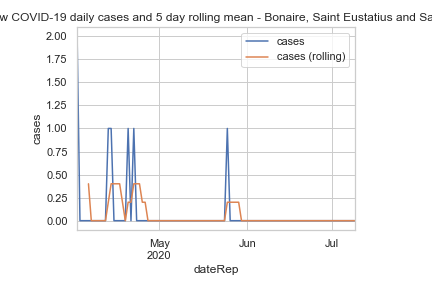 w COVID-19 daily cases and 5 day rolling mean - Bonaire, Saint Eustatius and Sa
cases
cases (rolling)
2.00
1.75
1.50
1.25
1.00
0.75
0.50
0.25
0.00
cases
May
2020
Jun
Jul
dateRep